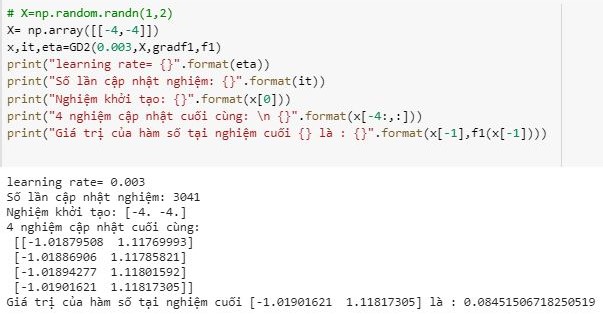 # X=np.random.randn(1,2)
X= np.array([[-4,-4]])
x,it,eta=GD2(0.003,X,gradf1,f1)
print("learning rate= {}".format(eta))
print("Số lần cập nhật nghiệm: {}".format(it))
print("Nghiệm khởi tạo: {}".format(x[0]))
print("4 nghiệm cập nhật cuối cùng: \n {}".format(x[-4:,:]))
print("Giá trị của hàm số tại nghiệm cuối {} là : {}".format(x[-1],f1(x[-1])))
learning rate= 0.003
Số lần cập nhật nghiệm: 3041
Nghiệm khởi tạo: [-4. -4.]
4 nghiệm cập nhật cuối cùng:
[[-1.01879508 1.11769993]
[-1.01886906 1.11785821]
[-1.01894277 1.11801592]
[-1.01901621 1.11817305]]
Giá trị của hàm số tại nghiệm cuối [-1.01901621 1.11817305] là : 0.08451506718250519